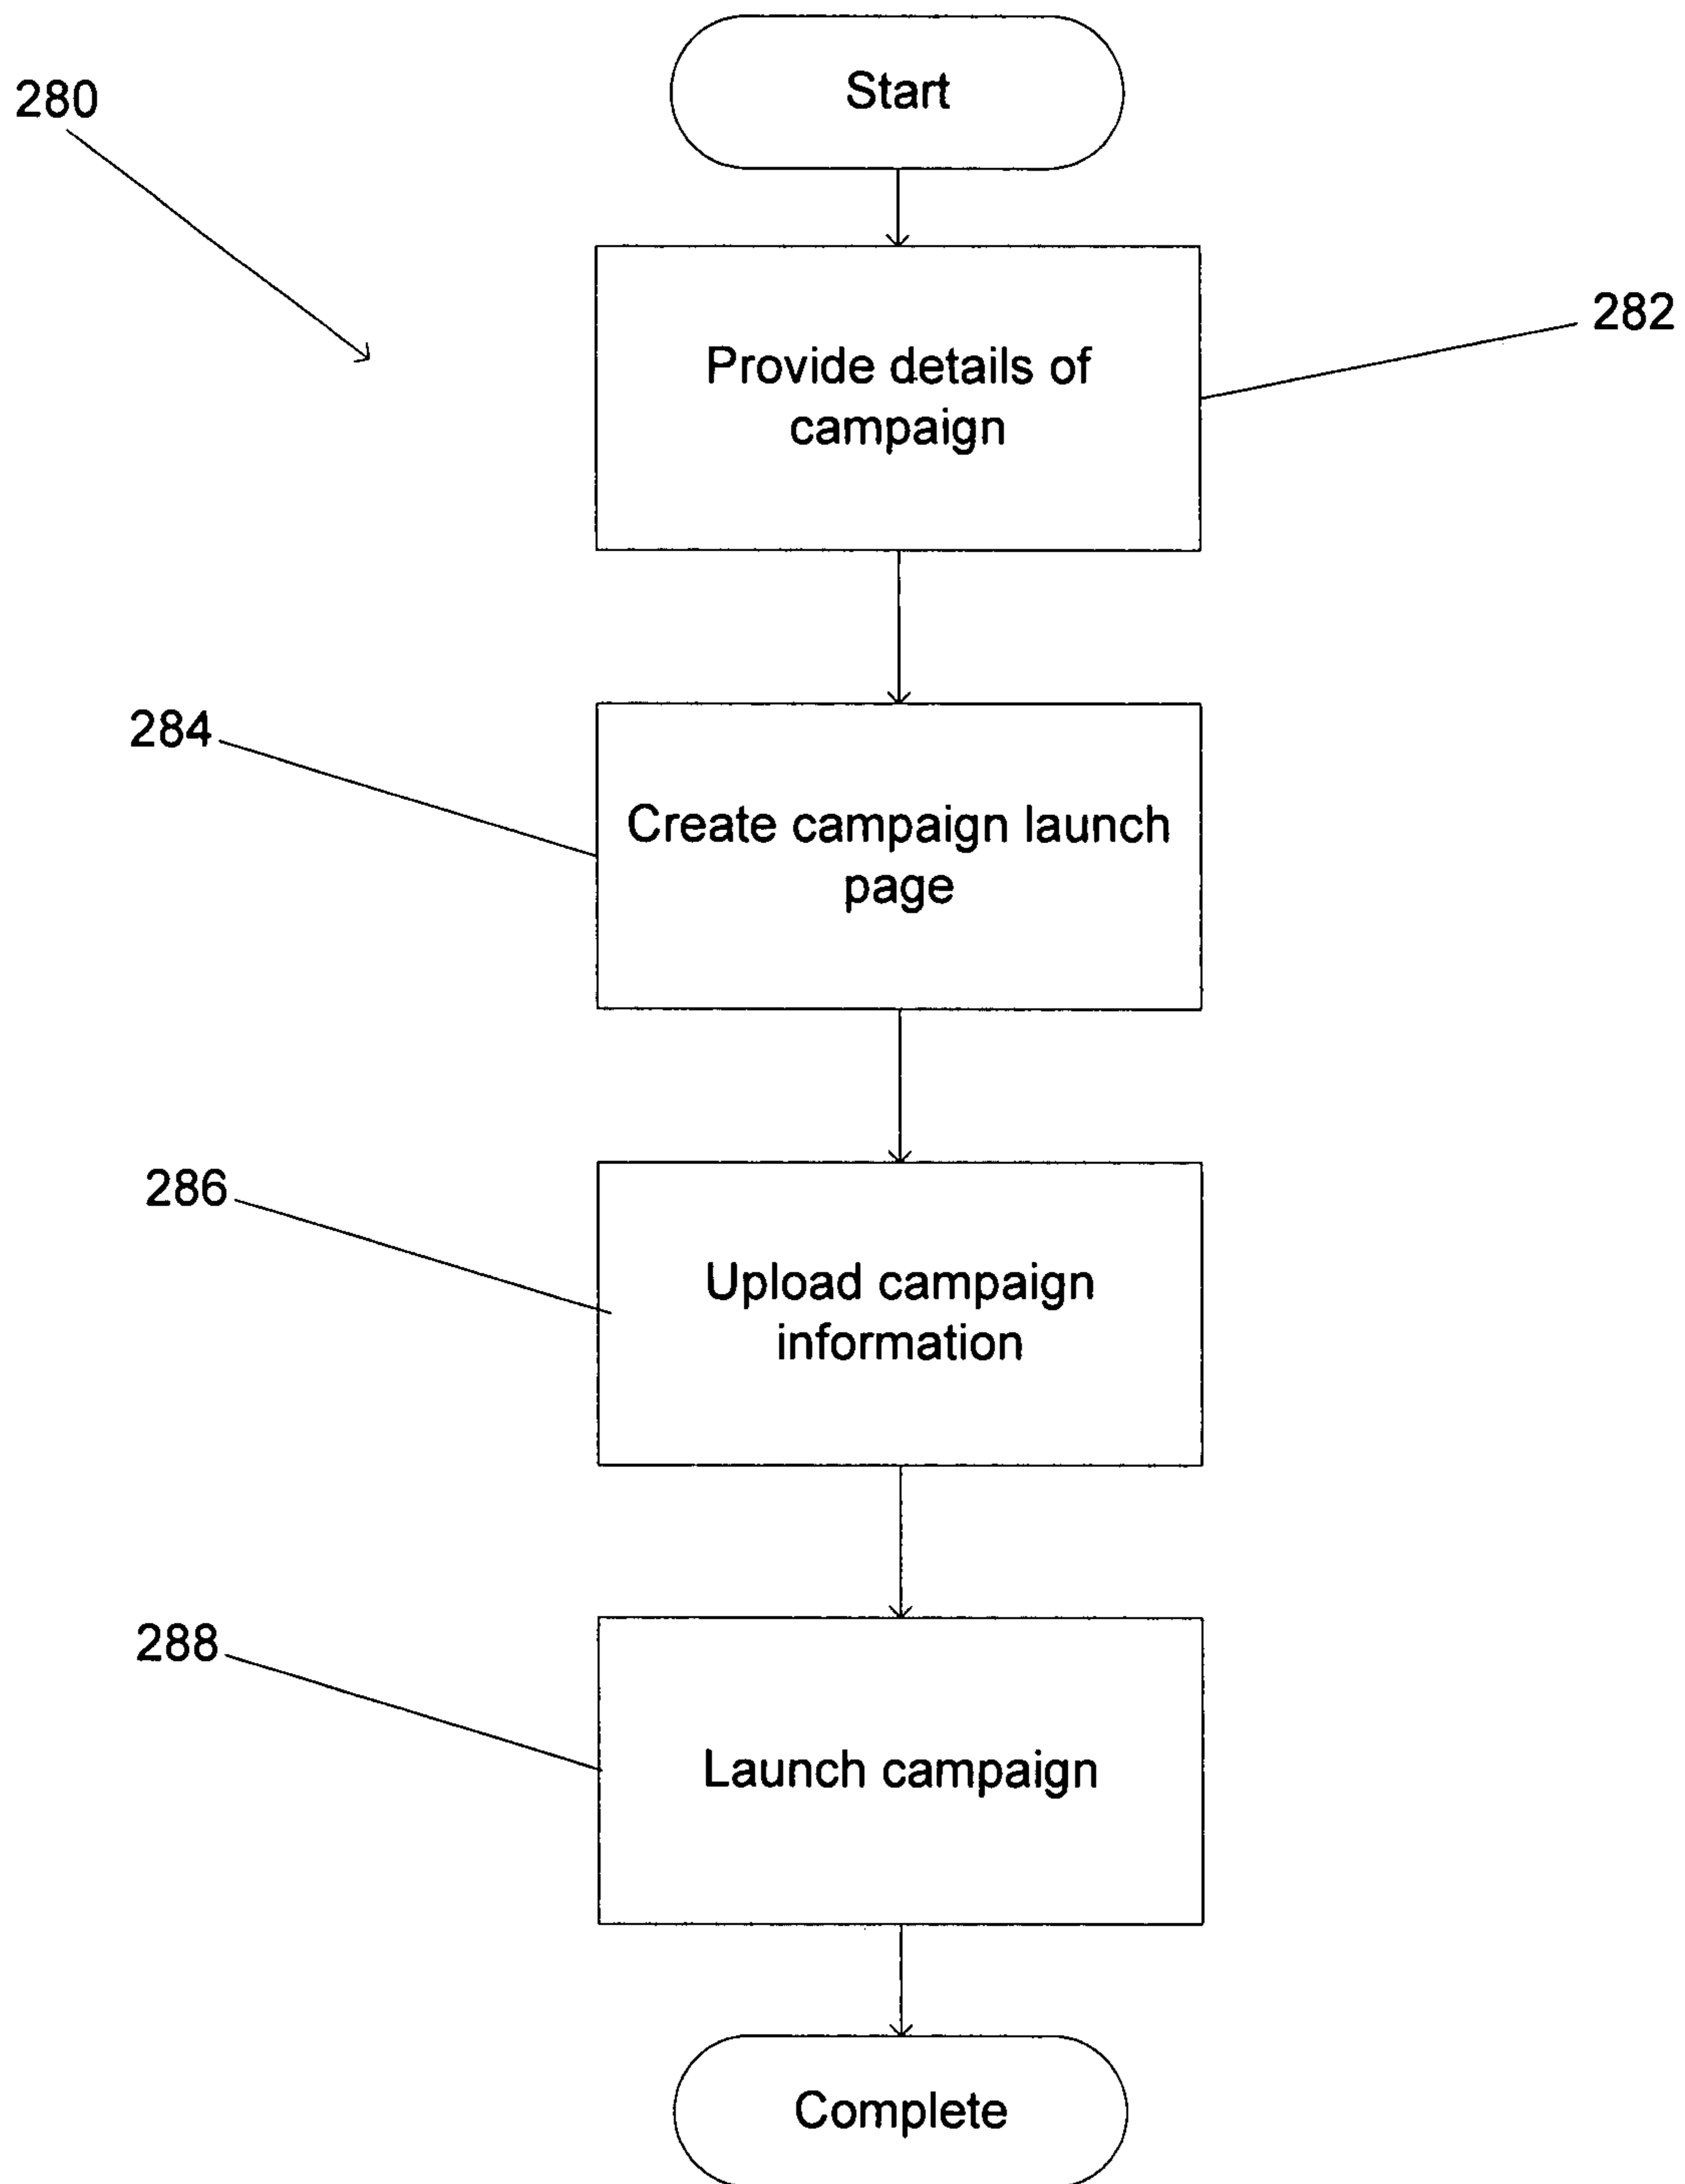 Start
280
Provide details of
campaign
282
284
Create campaign launch
page
286
Upload campaign
information
288
Launch campaign
Complete